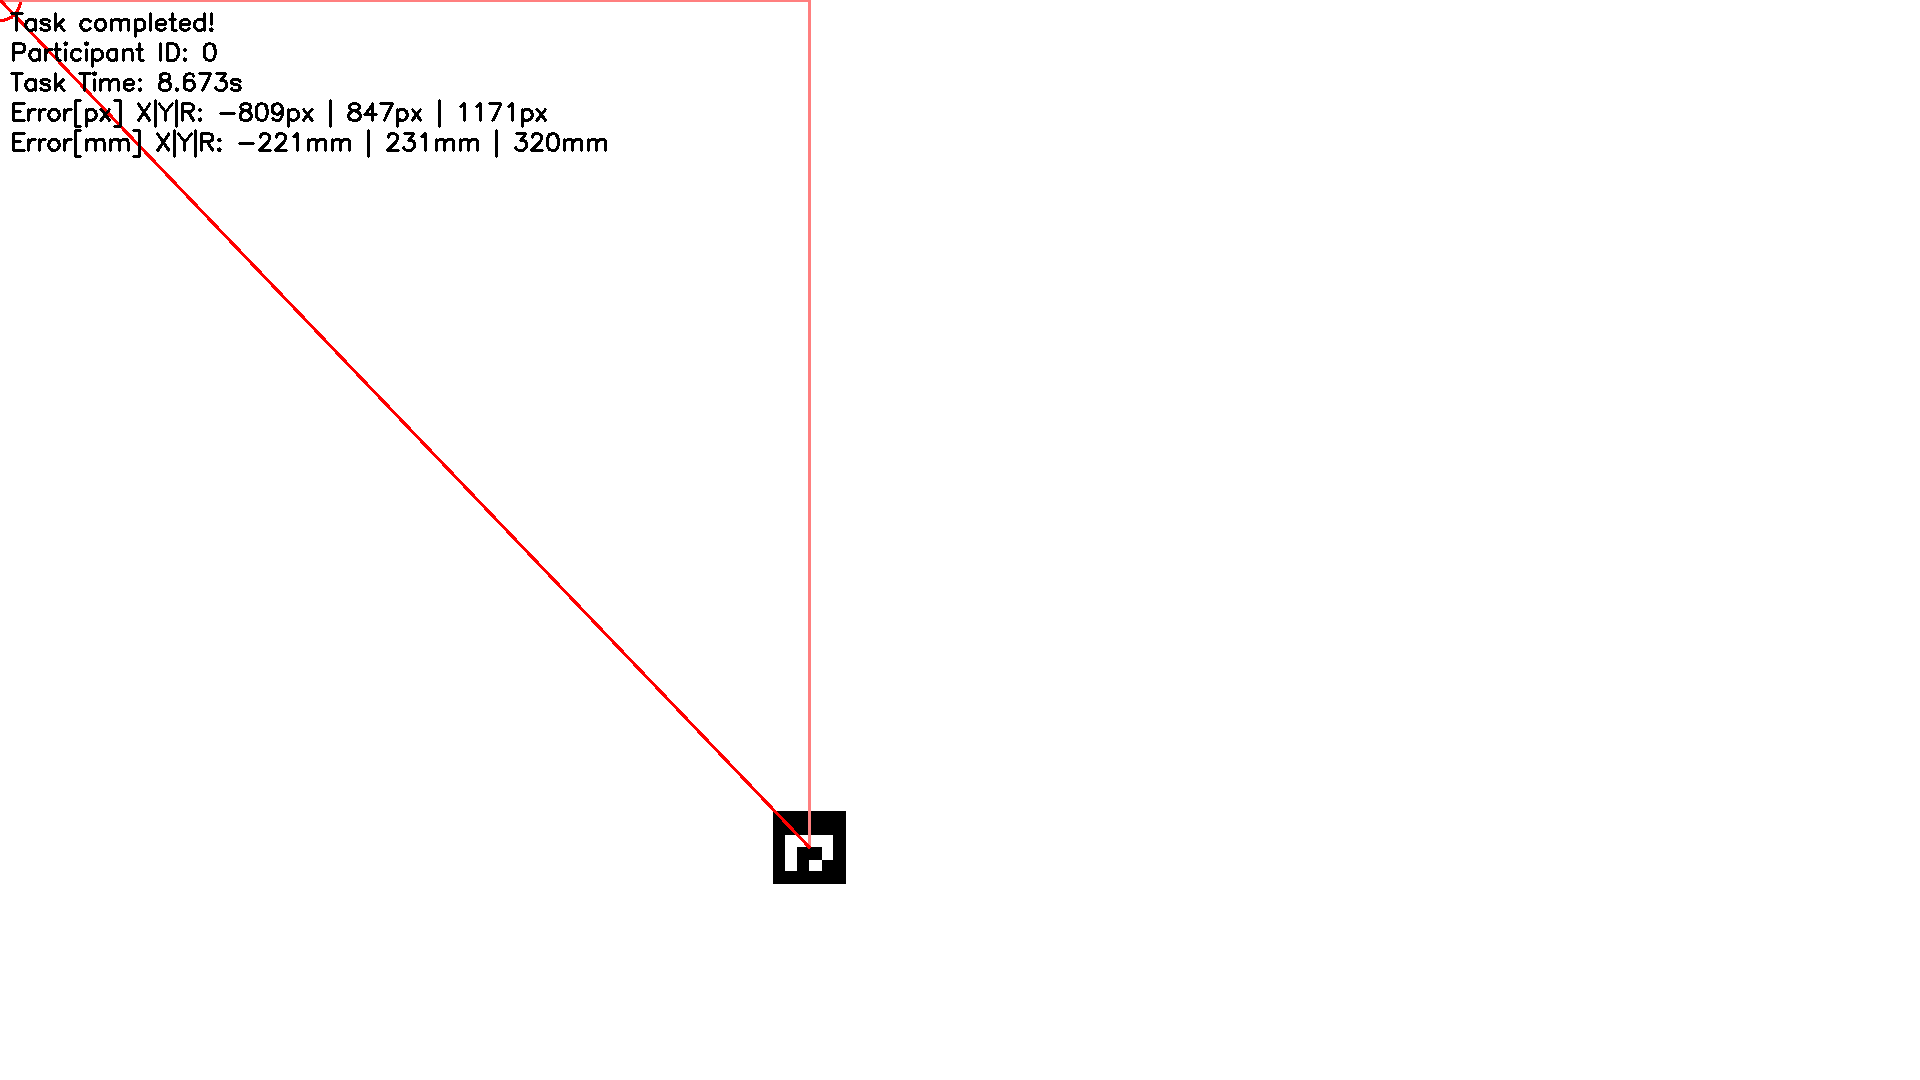 Task completed!
Participant ID: 0
Task Time: 8.673s
Error[px] X|Y|R: -809px | 847px | 1171px
Error[mm] X|Y|R: -221mm | 231mm | 320mm